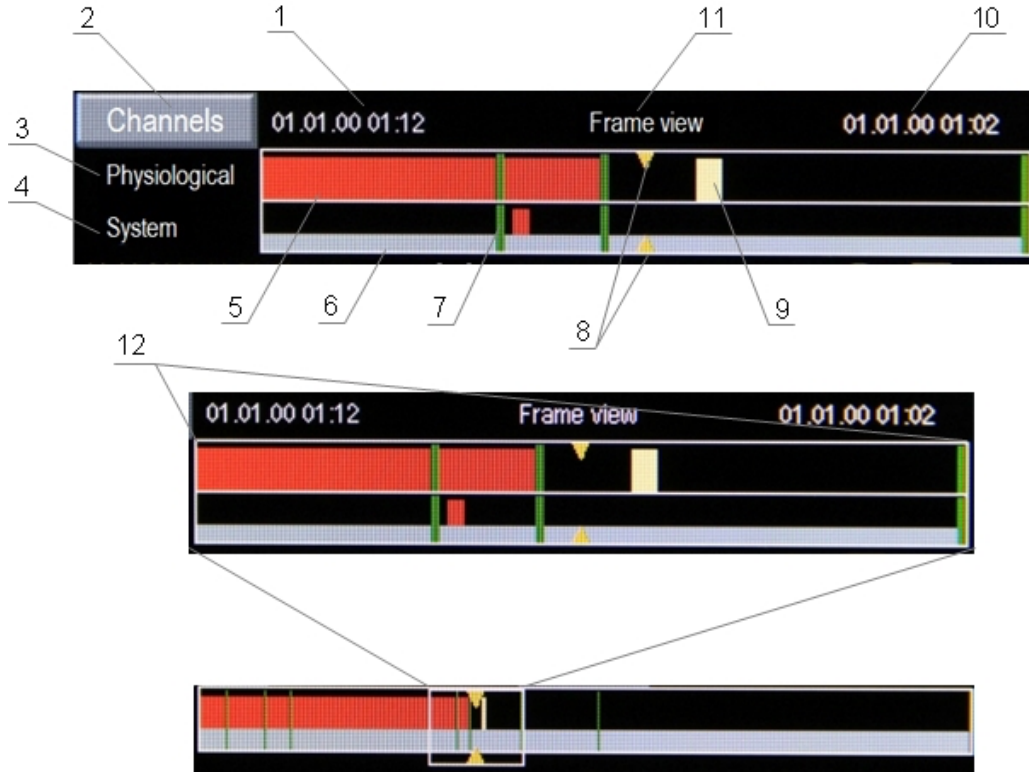 2 1 11 10
Channels 01.01.00 01:12 Frame view 01.01.00 01:02
3
Physiological
4
System
5 6 7 8 9
12
01.01.00 01:12 Frame view 01.01.00 01:02